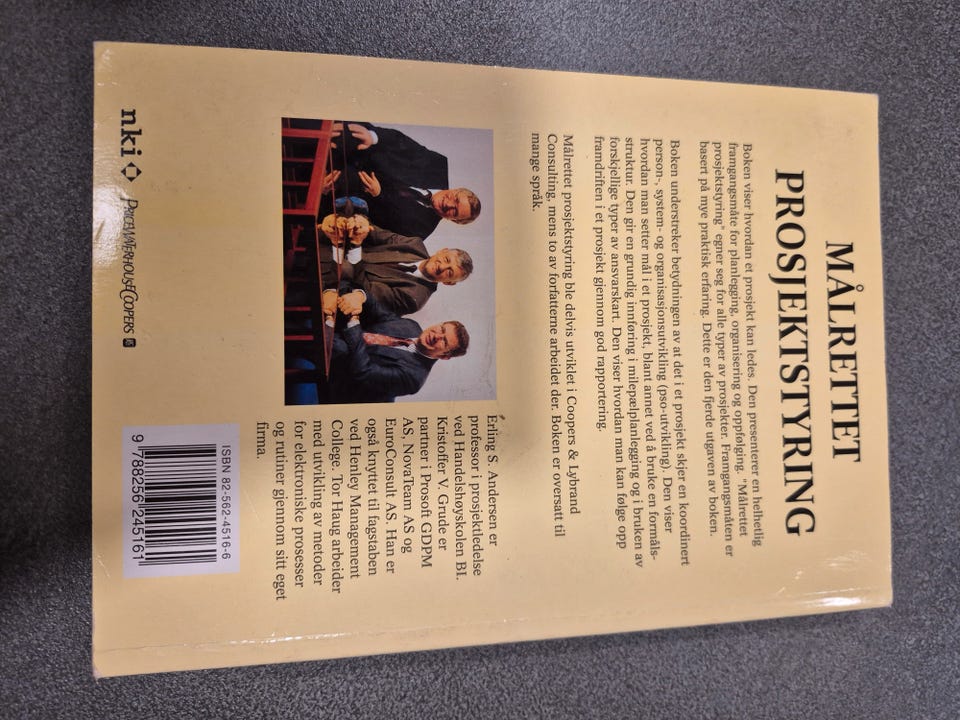 MÅLRETTET
PROSJEKTSTYRING
Boken viser hvordan et prosjekt kan ledes. Den presenterer en helhetlig
framgangsmåte for planlegging, organisering og oppfølging. "Målrettet
prosjektstyring" egner seg for alle typer av prosjekter. Framgangsmåten er
basert på mye praktisk erfaring. Dette er den fjerde utgaven av boken.
Boken understreker betydningen av at det i et prosjekt skjer en koordinert
person-, system- og organisasjonsutvikling (pso-utvikling). Den viser
hvordan man setter mål i et prosjekt, blant annet ved å bruke en formåls-
struktur. Den gir en grundig innføring i milepælplanlegging og i bruken av
forskjellige typer av ansvarskart. Den viser hvordan man kan følge opp
framdriften i et prosjekt gjennom god rapportering.
Målrettet prosjektstyring ble delvis utviklet i Coopers & Lybrand
Consulting, mens to av forfatterne arbeidet der. Boken er oversatt til
mange språk.
Erling S. Andersen er
professor i prosjektledelse
ved Handelshøyskolen BI.
Kristoffer V. Grude er
partner i Prosoft GDPM
AS, NovaTeam AS og
EuroConsult AS. Han er
også knyttet til fagstaben
ved Henley Management
College. Tor Haug arbeider
med utvikling av metoder
for elektroniske prosesser
og rutiner gjennom sitt eget
firma.
nki
PRICEWATERHOUSECOOPERS
ISBN 82-562-4516-6
9 788256 245161